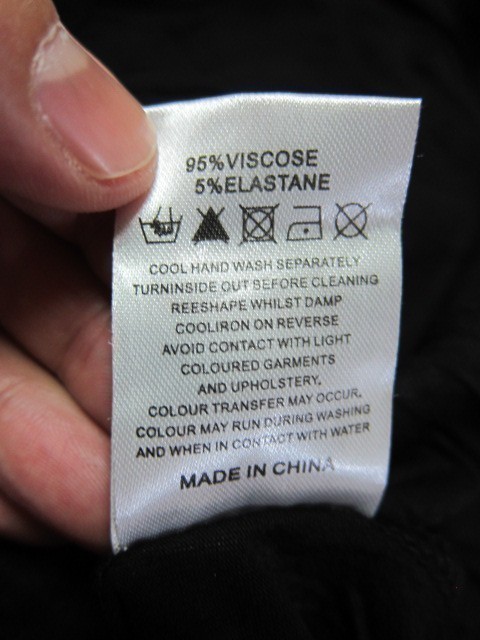 95%VISCOSE
5%ELASTANE
COOL HAND WASH SEPARATELY
TURNINSIDE OUT BEFORE CLEANING
REESHAPE WHILST DAMP
COOLIRON ON REVERSE
AVOID CONTACT WITH LIGHT
COLOURED GARMENTS
AND UPHOLSTERY.
COLOUR TRANSFER MAY OCCUR.
COLOUR MAY RUN DURING WASHING
AND WHEN IN CONTACT WITH WATER
MADE IN CHINA